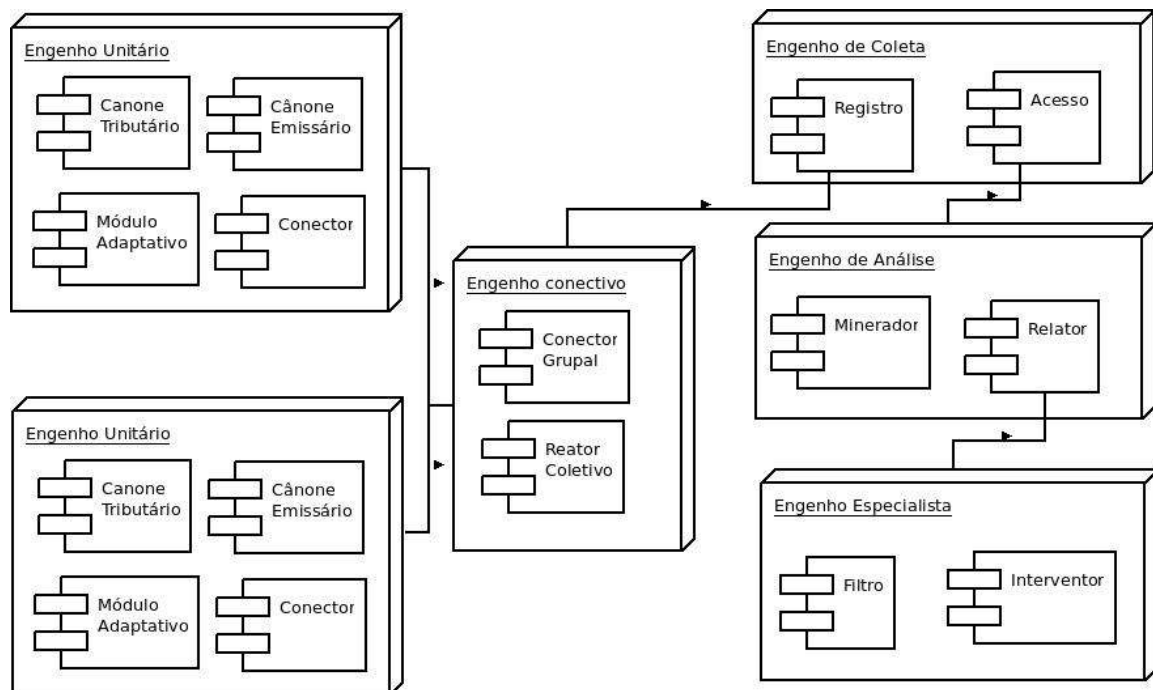 Engenho Unitário
Canone
Tributário
Cânone
Emissário
Módulo
Adaptativo
Conector
Engenho Unitário
Canone
Tributário
Cânone
Emissário
Módulo
Adaptativo
Conector
Engenho conectivo
Conector
Grupal
Reator
Coletivo
Engenho de Coleta
Registro
Acesso
Engenho de Análise
Minerador
Relator
Engenho Especialista
Filtro
Interventor